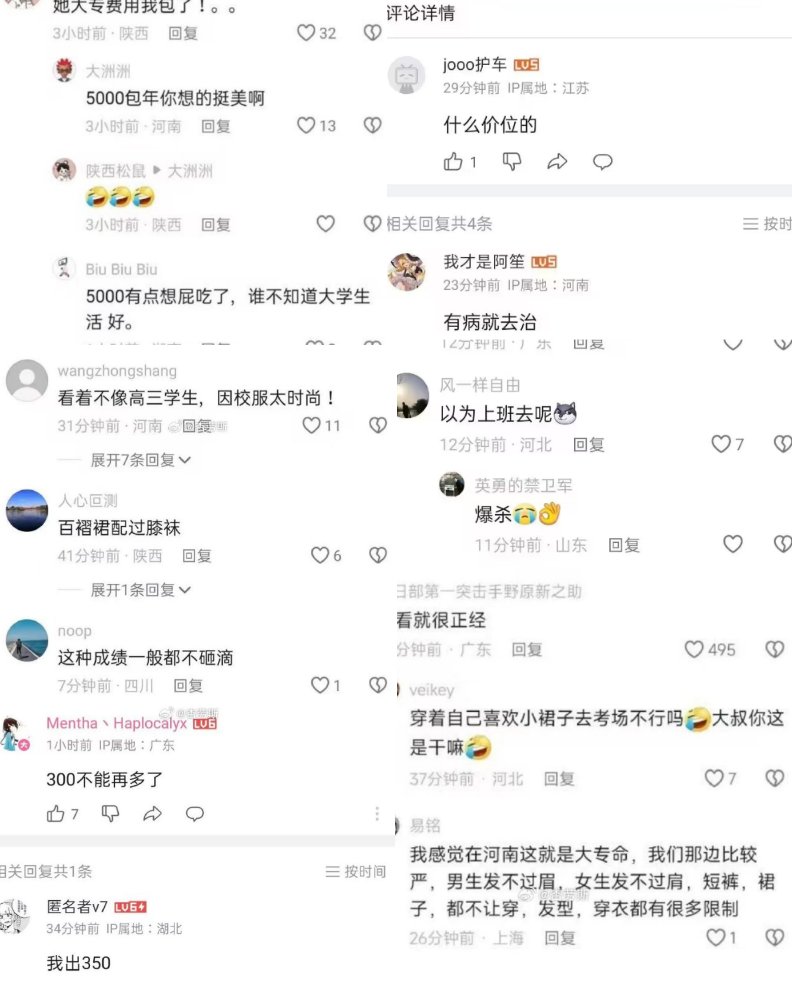 她大专费用我包了！。。
3小时前 · 陕西 回复 32
大洲洲
5000包年你想的挺美啊
3小时前 · 河南 回复 13
陕西松鼠 ▸ 大洲洲
🤣🤣🤣
3小时前 · 陕西 回复
Biu Biu Biu
5000有点想屁吃了，谁不知道大学生
活 好。
wangzhongshang
看着不像高三学生，因校服太时尚！
31分钟前 · 河南 回复 11
展开7条回复
人心叵测
百褶裙配过膝袜
41分钟前 · 陕西 回复 6
展开1条回复
noop
这种成绩一般都不砸滴
7分钟前 · 四川 回复 1
Mentha丶Haplocalyx LV6
1小时前 IP属地：广东
300不能再多了
7
相关回复共1条 按时间
匿名者v7 LV6
34分钟前 IP属地：湖北
我出350
评论详情
jooo护车 LV5
29分钟前 IP属地：江苏
什么价位的
1
相关回复共4条 按时
我才是阿笙 LV5
23分钟前 IP属地：河南
有病就去治
12分钟前 · 广东 回复
风一样自由
以为上班去呢
12分钟前 · 河北 回复 7
英勇的禁卫军
爆杀😭👌
11分钟前 · 山东 回复
日部第一突击手野原新之助
看就很正经
分钟前 · 广东 回复 495
veikey
穿着自己喜欢小裙子去考场不行吗🤣大叔你这
是干嘛🤣
37分钟前 · 河北 回复 7
易铭
我感觉在河南这就是大专命，我们那边比较
严，男生发不过眉，女生发不过肩，短裤，裙
子，都不让穿，发型，穿衣都有很多限制
26分钟前 · 上海 回复 1